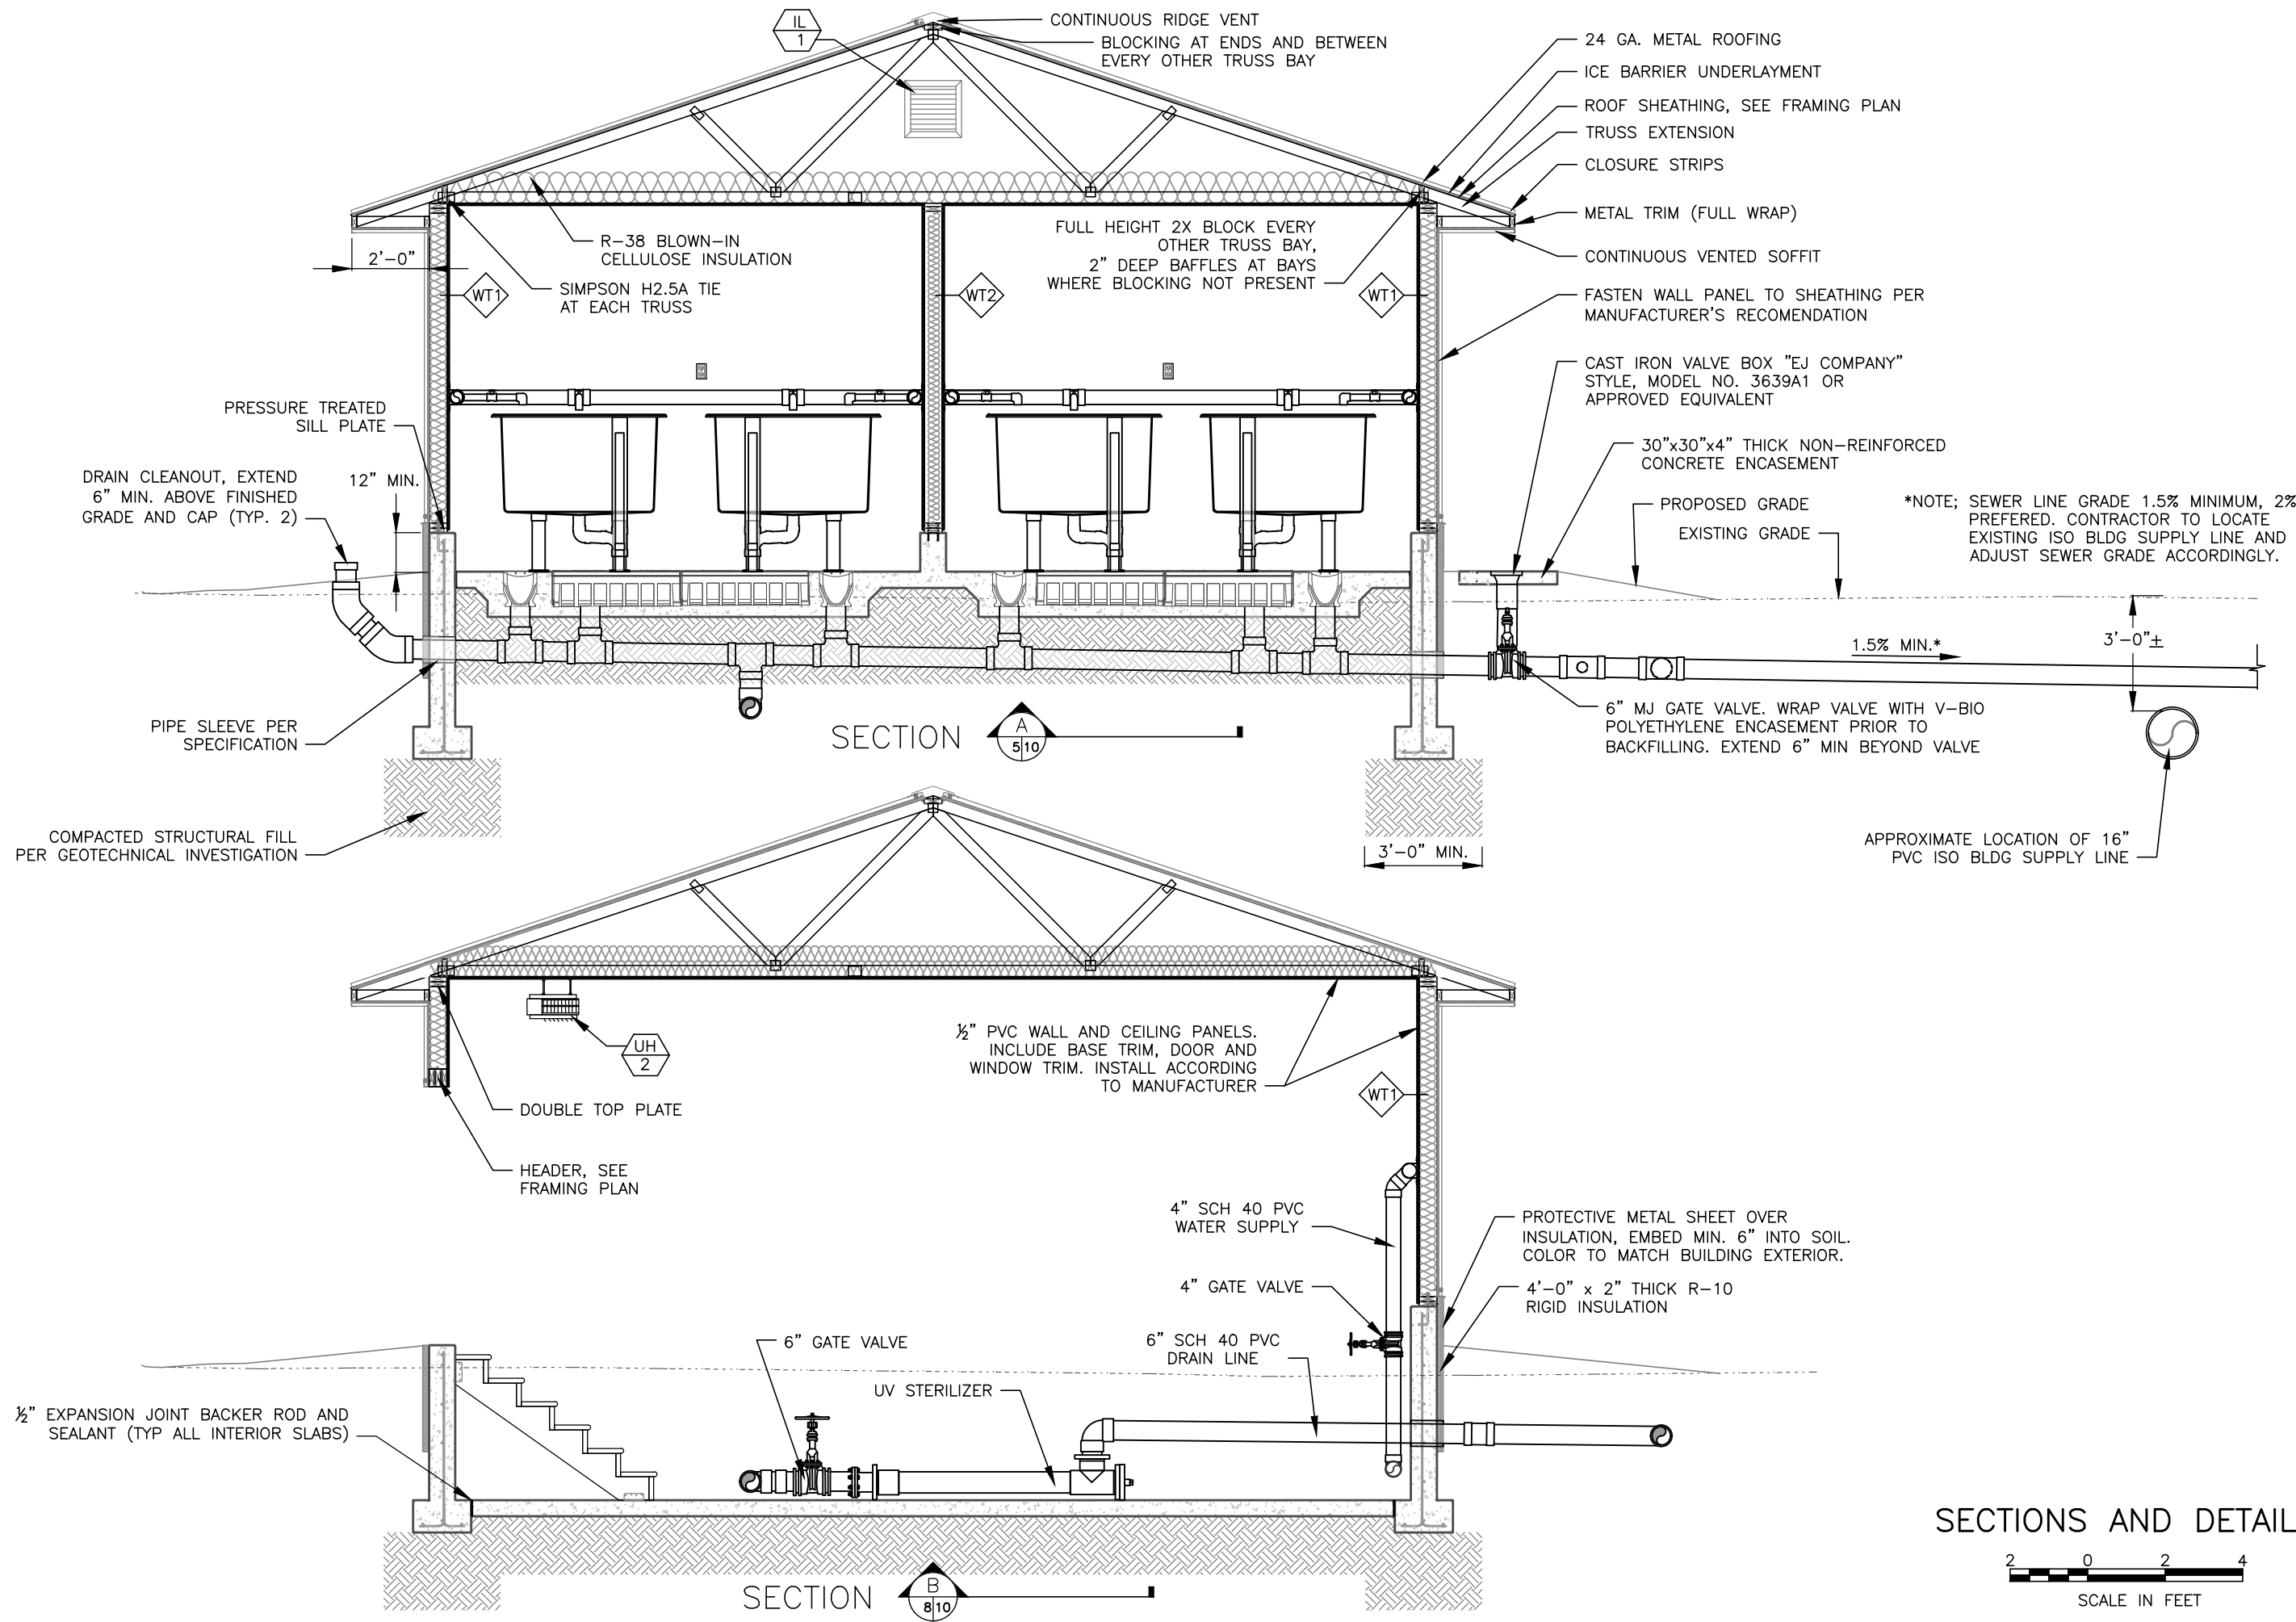 IL
1
CONTINUOUS RIDGE VENT
BLOCKING AT ENDS AND BETWEEN
EVERY OTHER TRUSS BAY
24 GA. METAL ROOFING
ICE BARRIER UNDERLAYMENT
ROOF SHEATHING, SEE FRAMING PLAN
TRUSS EXTENSION
CLOSURE STRIPS
METAL TRIM (FULL WRAP)
CONTINUOUS VENTED SOFFIT
FASTEN WALL PANEL TO SHEATHING PER
MANUFACTURER'S RECOMENDATION
R-38 BLOWN-IN
CELLULOSE INSULATION
2'-0"
WT1
SIMPSON H2.5A TIE
AT EACH TRUSS
WT2
FULL HEIGHT 2X BLOCK EVERY
OTHER TRUSS BAY,
2" DEEP BAFFLES AT BAYS
WHERE BLOCKING NOT PRESENT
WT1
CAST IRON VALVE BOX "EJ COMPANY"
STYLE, MODEL NO. 3639A1 OR
APPROVED EQUIVALENT
30"x30"x4" THICK NON-REINFORCED
CONCRETE ENCASEMENT
PROPOSED GRADE
EXISTING GRADE
*NOTE; SEWER LINE GRADE 1.5% MINIMUM, 2%
PREFERED. CONTRACTOR TO LOCATE
EXISTING ISO BLDG SUPPLY LINE AND
ADJUST SEWER GRADE ACCORDINGLY.
PRESSURE TREATED
SILL PLATE
DRAIN CLEANOUT, EXTEND
6" MIN. ABOVE FINISHED
GRADE AND CAP (TYP. 2)
12" MIN.
1.5% MIN.*
3'-0"±
6" MJ GATE VALVE. WRAP VALVE WITH V-BIO
POLYETHYLENE ENCASEMENT PRIOR TO
BACKFILLING. EXTEND 6" MIN BEYOND VALVE
PIPE SLEEVE PER
SPECIFICATION
SECTION
A
5|10
COMPACTED STRUCTURAL FILL
PER GEOTECHNICAL INVESTIGATION
3'-0" MIN.
APPROXIMATE LOCATION OF 16"
PVC ISO BLDG SUPPLY LINE
UH
2
½" PVC WALL AND CEILING PANELS.
INCLUDE BASE TRIM, DOOR AND
WINDOW TRIM. INSTALL ACCORDING
TO MANUFACTURER
WT1
DOUBLE TOP PLATE
HEADER, SEE
FRAMING PLAN
4" SCH 40 PVC
WATER SUPPLY
PROTECTIVE METAL SHEET OVER
INSULATION, EMBED MIN. 6" INTO SOIL.
COLOR TO MATCH BUILDING EXTERIOR.
4" GATE VALVE
4'-0" x 2" THICK R-10
RIGID INSULATION
6" GATE VALVE
6" SCH 40 PVC
DRAIN LINE
UV STERILIZER
½" EXPANSION JOINT BACKER ROD AND
SEALANT (TYP ALL INTERIOR SLABS)
SECTION
B
8|10
SECTIONS AND DETAIL
2 0 2 4
SCALE IN FEET